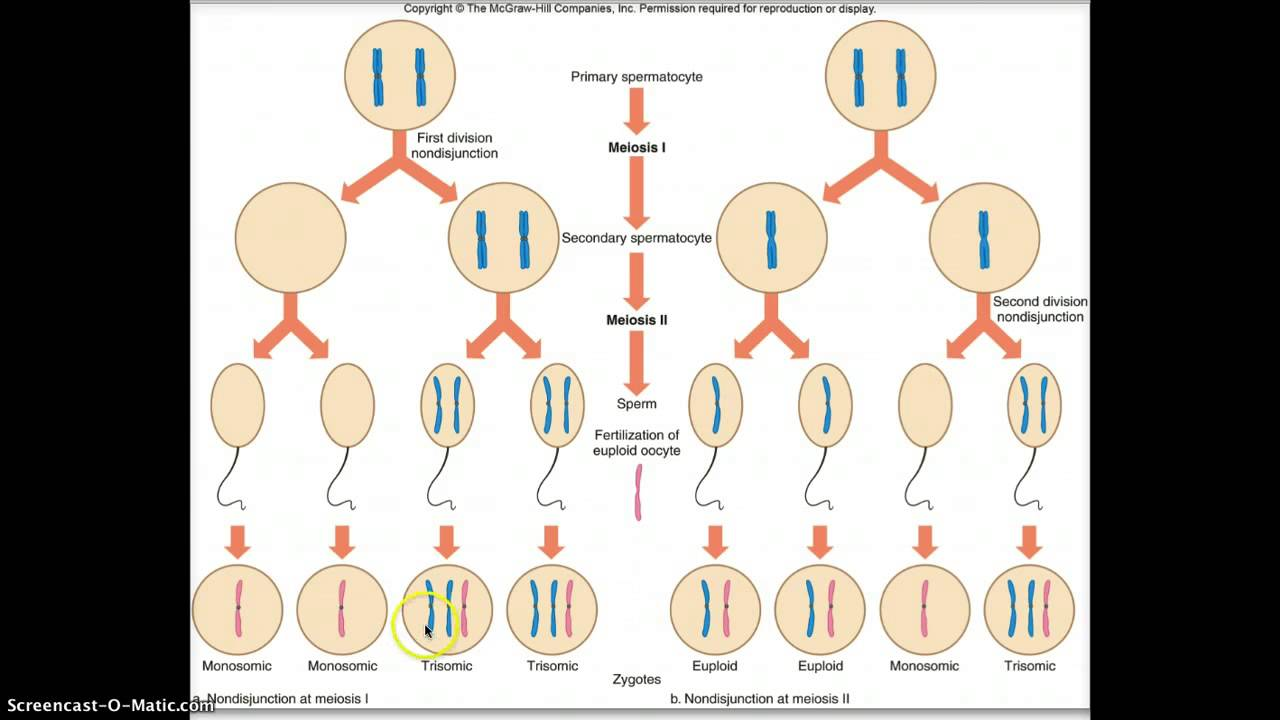 Copyright © The McGraw-Hill Companies, Inc. Permission required for reproduction or display.
Primary spermatocyte
First division
nondisjunction
Meiosis I
Secondary spermatocyte
Second division
nondisjunction
Meiosis II
Sperm
Fertilization of
euploid oocyte
Monosomic
Monosomic
Trisomic
Trisomic
Euploid
Euploid
Monosomic
Trisomic
Zygotes
a. Nondisjunction at meiosis I
b. Nondisjunction at meiosis II
Screencast-O-Matic.com